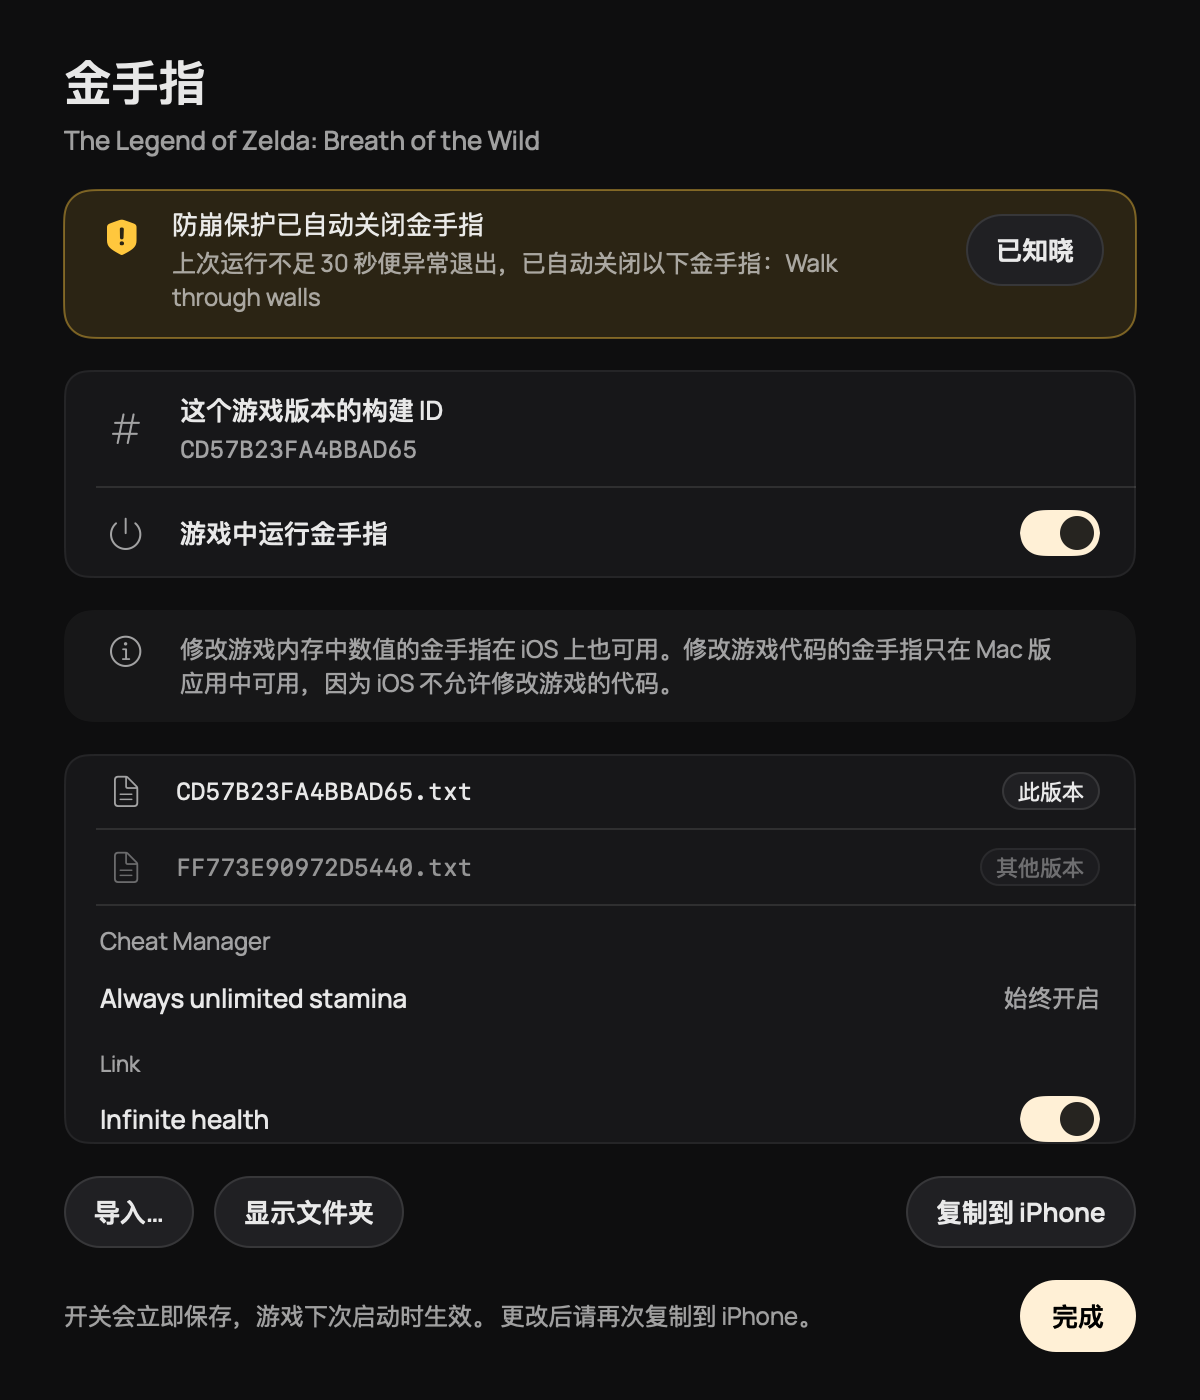 金手指
The Legend of Zelda: Breath of the Wild
防崩保护已自动关闭金手指
上次运行不足 30 秒便异常退出，已自动关闭以下金手指：Walk
through walls
已知晓
这个游戏版本的构建 ID
CD57B23FA4BBAD65
游戏中运行金手指
修改游戏内存中数值的金手指在 iOS 上也可用。修改游戏代码的金手指只在 Mac 版
应用中可用，因为 iOS 不允许修改游戏的代码。
CD57B23FA4BBAD65.txt
此版本
FF773E90972D5440.txt
其他版本
Cheat Manager
Always unlimited stamina
始终开启
Link
Infinite health
导入...
显示文件夹
复制到 iPhone
开关会立即保存，游戏下次启动时生效。 更改后请再次复制到 iPhone。
完成